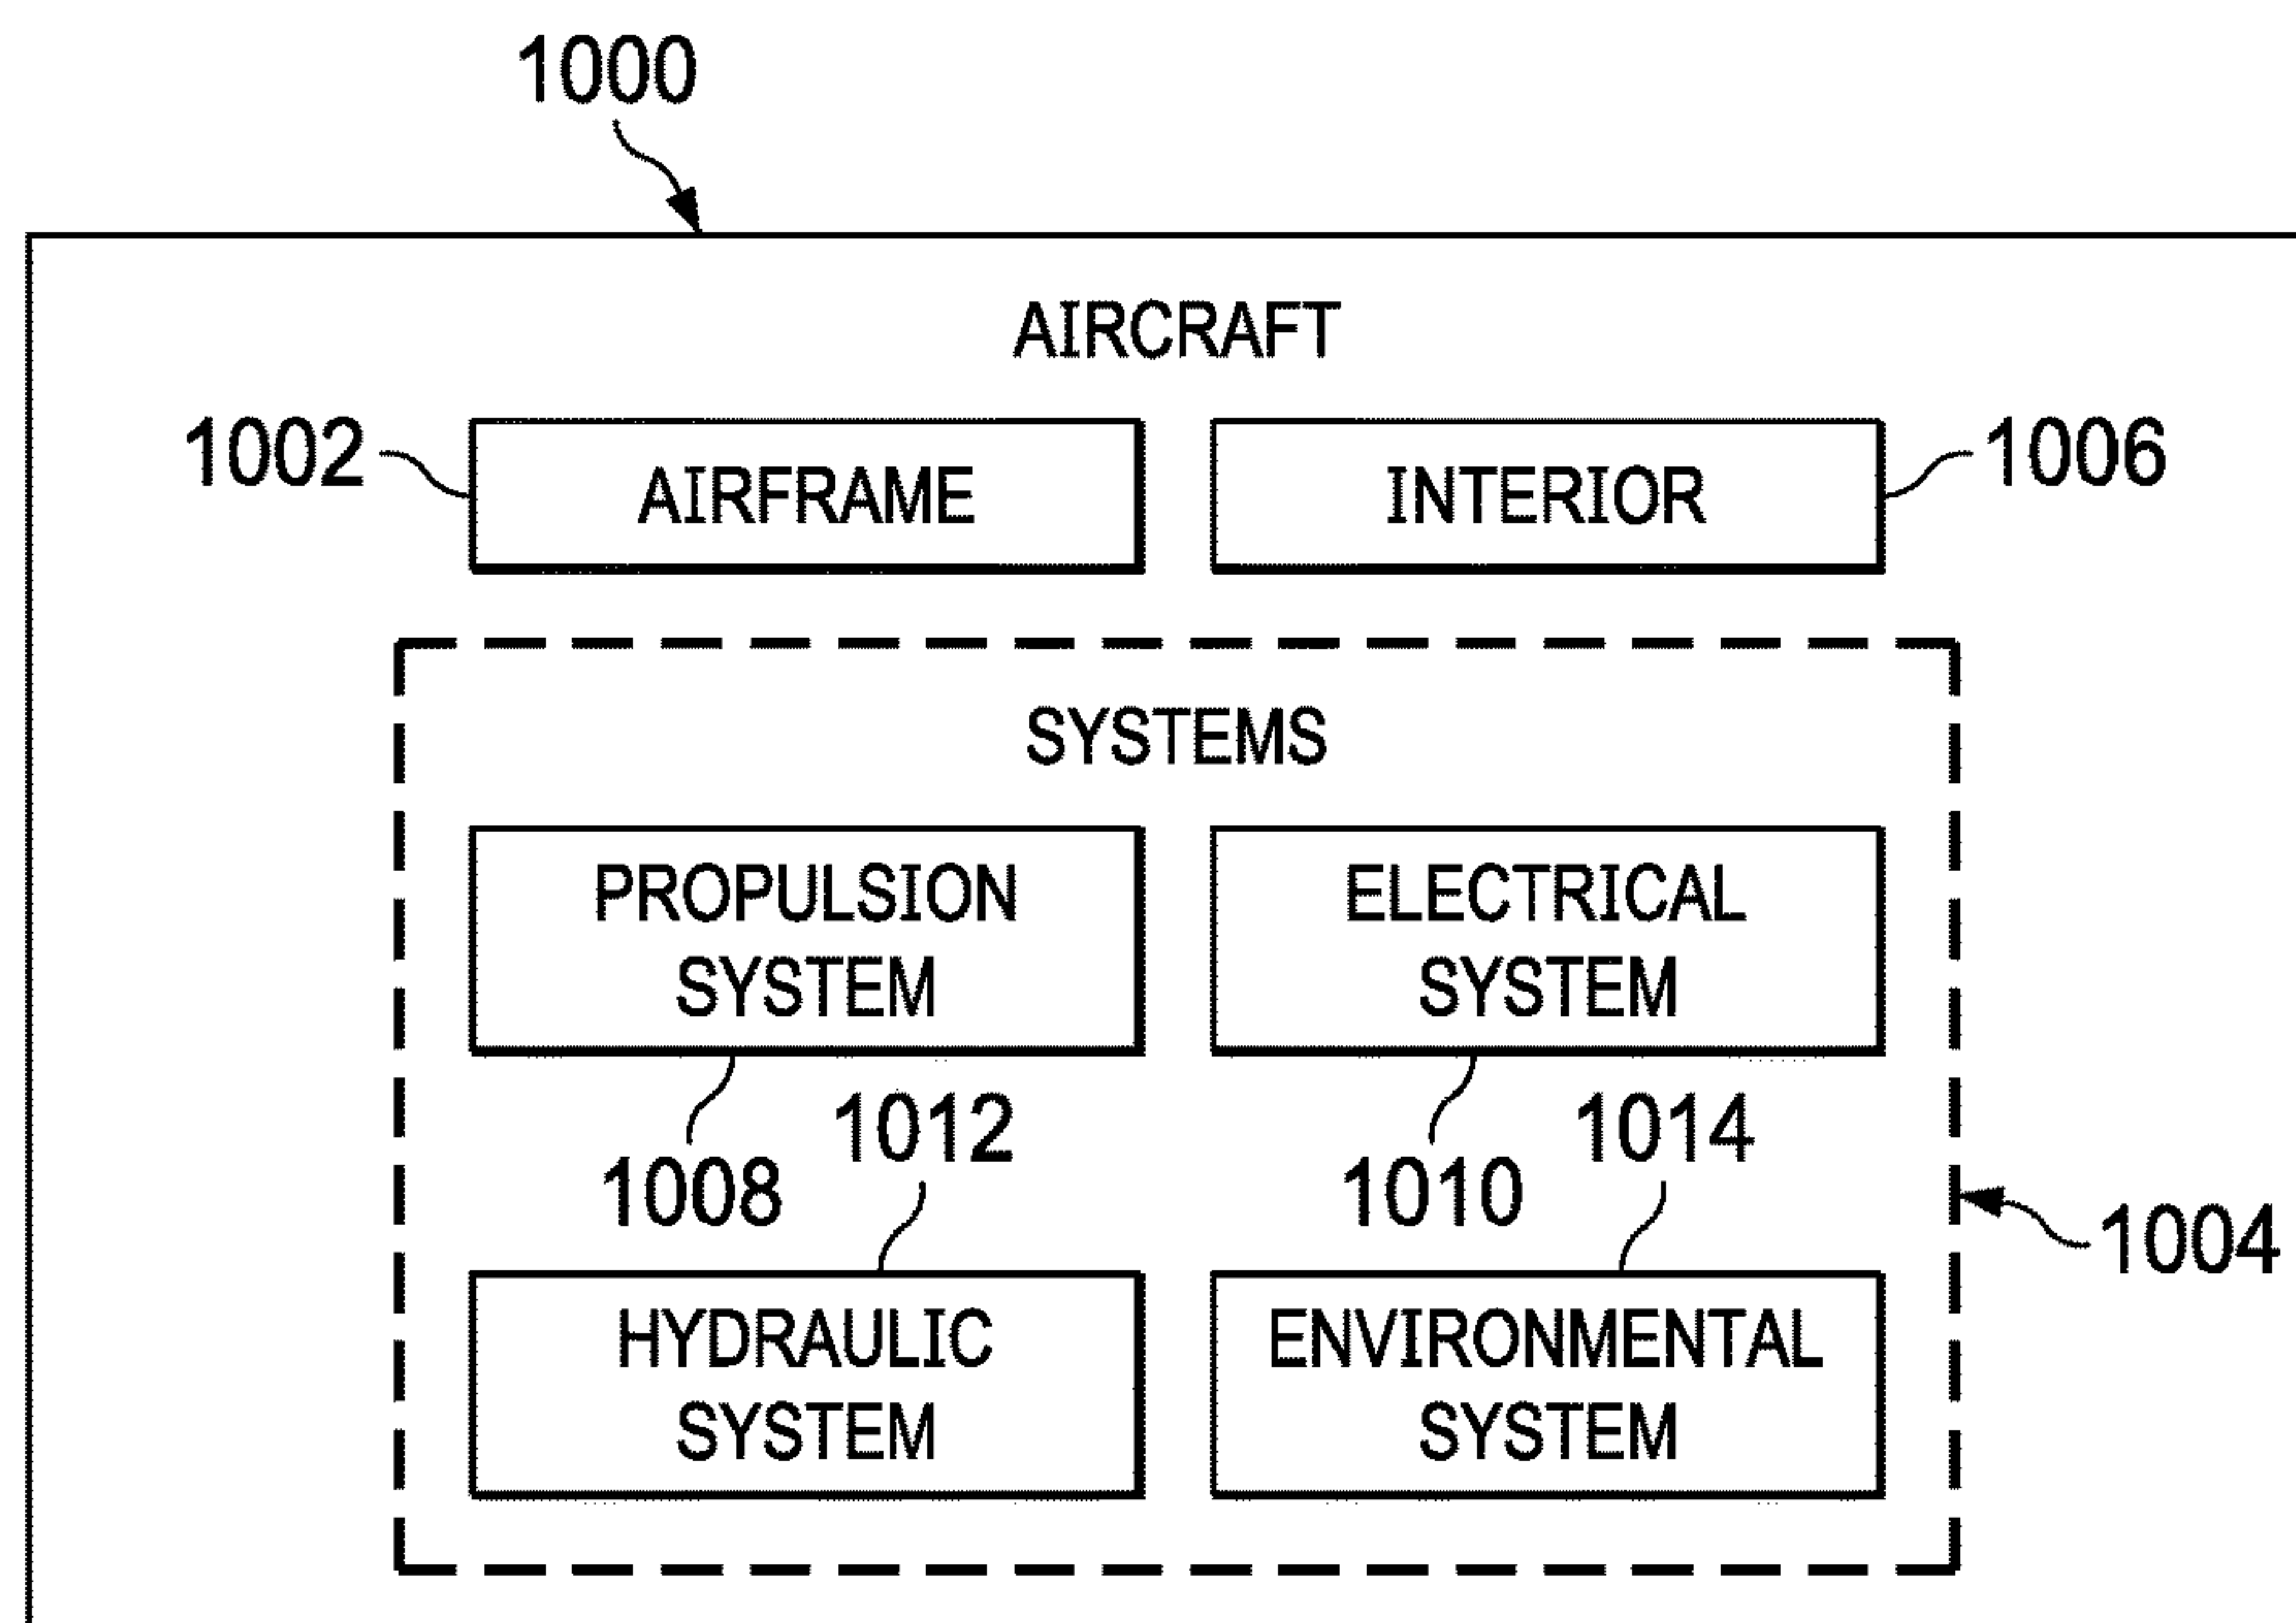 1000
AIRCRAFT
1002
AIRFRAME
INTERIOR
1006
SYSTEMS
PROPULSION
SYSTEM
ELECTRICAL
SYSTEM
1008
1012
1010
1014
1004
HYDRAULIC
SYSTEM
ENVIRONMENTAL
SYSTEM